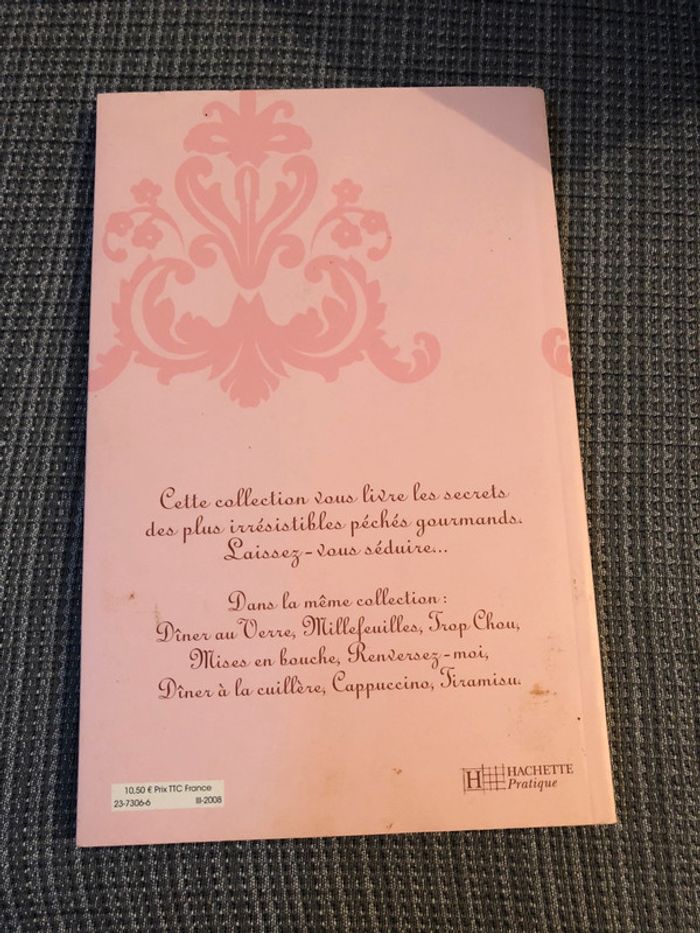 Cette collection vous livre les secrets
des plus irrésistibles péchés gourmands.
Laissez-vous séduire...
Dans la même collection :
Dîner au Verre, Millefeuilles, Trop Chou,
Mises en bouche, Renversez-moi,
Dîner à la cuillère, Cappuccino, Tiramisu.
10,50 € Prix TTC France
23-7306-6 III-2008
H HACHETTE
Pratique